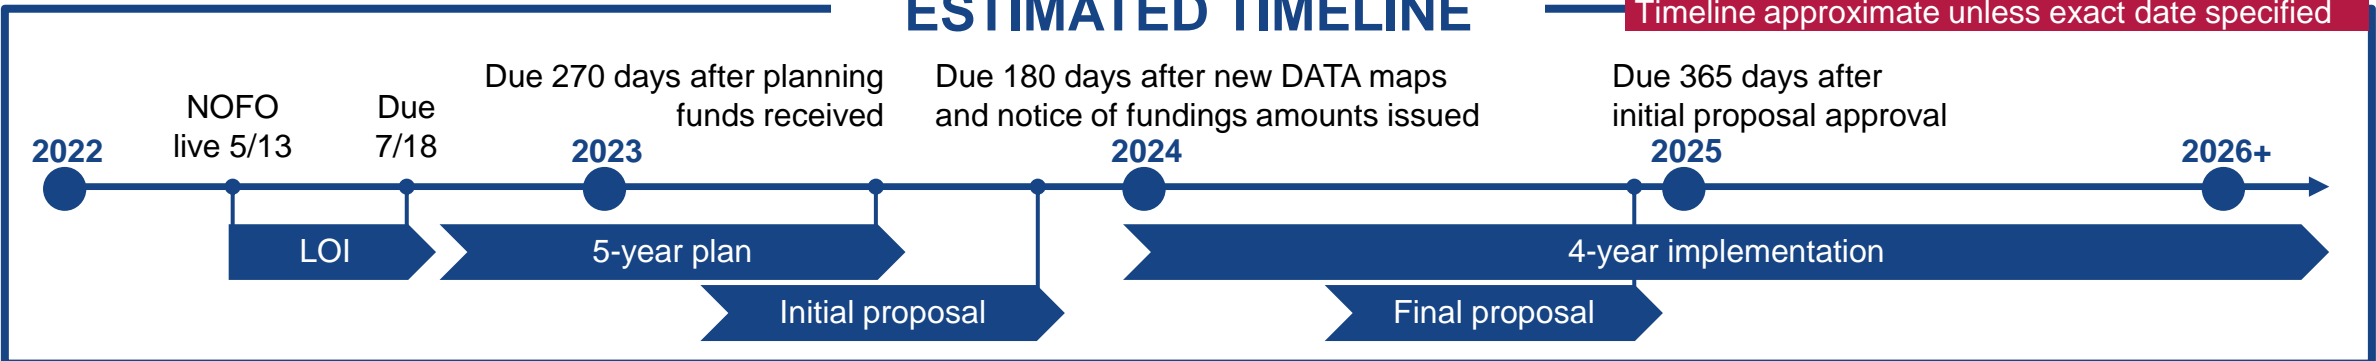 ESTIMATED TIMELINE
Timeline approximate unless exact date specified
NOFO
live 5/13
Due
7/18
Due 270 days after planning
funds received
Due 180 days after new DATA maps
and notice of fundings amounts issued
Due 365 days after
initial proposal approval
2022
2023
2024
2025
2026+
LOI
5-year plan
4-year implementation
Initial proposal
Final proposal